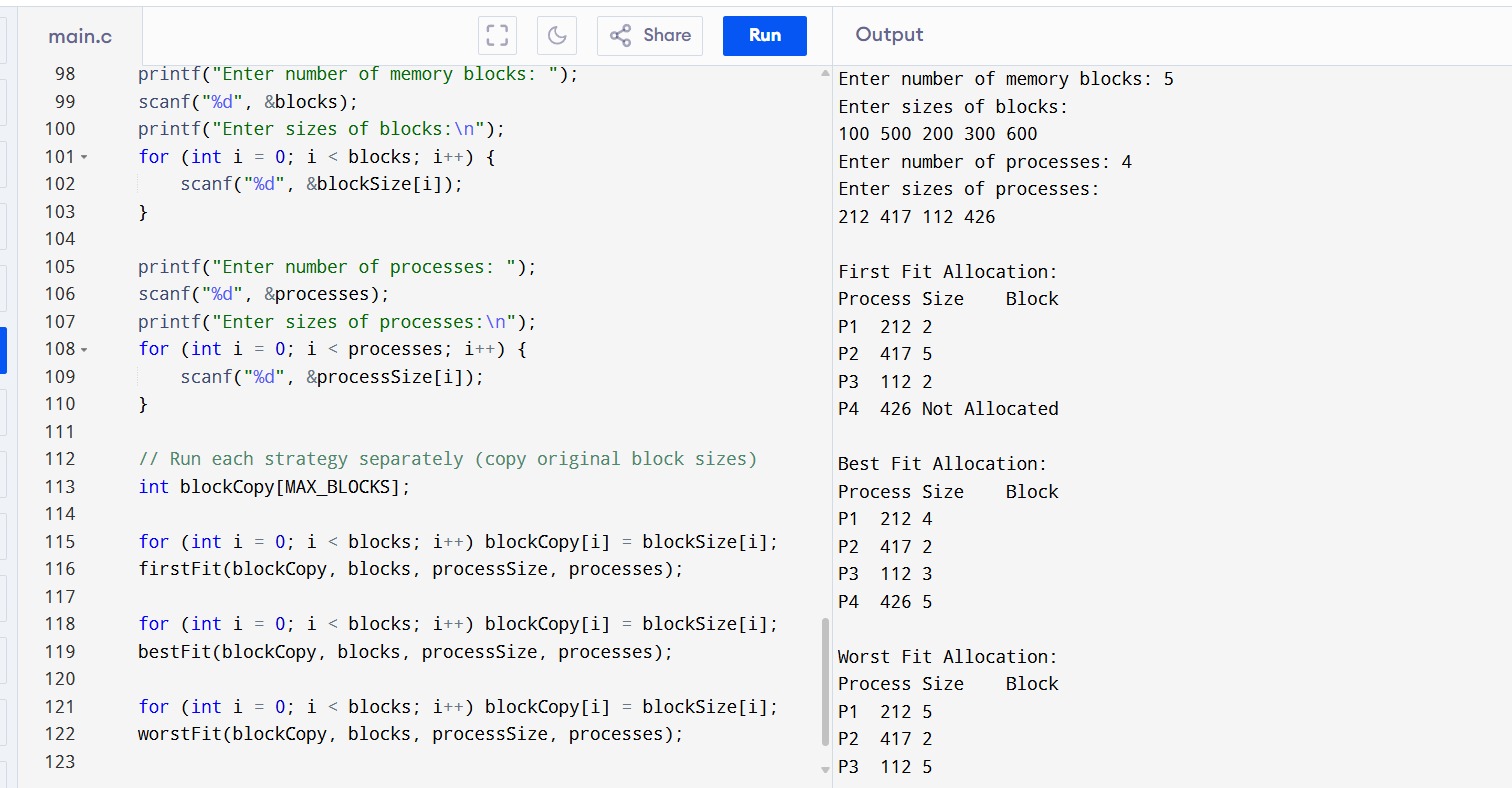 main.c
Share
Run
98 printf("Enter number of memory blocks: ");
99 scanf("%d", &blocks);
100 printf("Enter sizes of blocks:\n");
101 for (int i = 0; i < blocks; i++) {
102 scanf("%d", &blockSize[i]);
103 }
104
105 printf("Enter number of processes: ");
106 scanf("%d", &processes);
107 printf("Enter sizes of processes:\n");
108 for (int i = 0; i < processes; i++) {
109 scanf("%d", &processSize[i]);
110 }
111
112 // Run each strategy separately (copy original block sizes)
113 int blockCopy[MAX_BLOCKS];
114
115 for (int i = 0; i < blocks; i++) blockCopy[i] = blockSize[i];
116 firstFit(blockCopy, blocks, processSize, processes);
117
118 for (int i = 0; i < blocks; i++) blockCopy[i] = blockSize[i];
119 bestFit(blockCopy, blocks, processSize, processes);
120
121 for (int i = 0; i < blocks; i++) blockCopy[i] = blockSize[i];
122 worstFit(blockCopy, blocks, processSize, processes);
123
Output
Enter number of memory blocks: 5
Enter sizes of blocks:
100 500 200 300 600
Enter number of processes: 4
Enter sizes of processes:
212 417 112 426
First Fit Allocation:
Process Size Block
P1 212 2
P2 417 5
P3 112 2
P4 426 Not Allocated
Best Fit Allocation:
Process Size Block
P1 212 4
P2 417 2
P3 112 3
P4 426 5
Worst Fit Allocation:
Process Size Block
P1 212 5
P2 417 2
P3 112 5